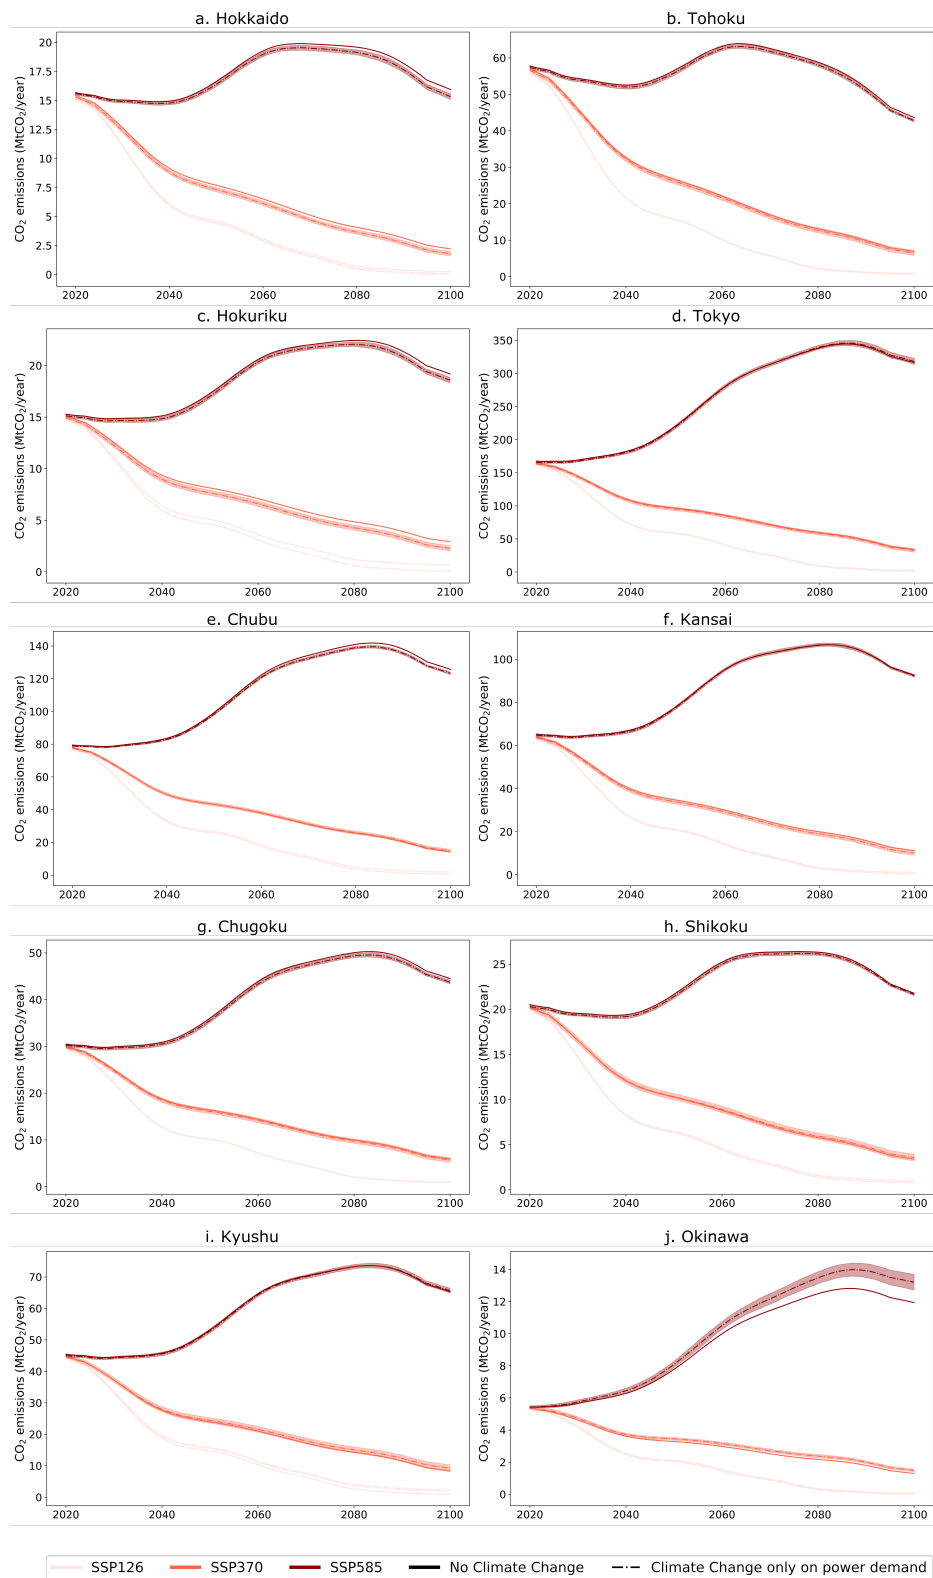 a. Hokkaido
b. Tohoku
CO2 emissions (MtCO2/year)
20
17.5
15
12.5
10
7.5
5
2.5
0
2020 2040 2060 2080 2100
CO2 emissions (MtCO2/year)
60
50
40
30
20
10
0
2020 2040 2060 2080 2100
c. Hokuriku
d. Tokyo
CO2 emissions (MtCO2/year)
20
15
10
5
0
2020 2040 2060 2080 2100
CO2 emissions (MtCO2/year)
350
300
250
200
150
100
50
0
2020 2040 2060 2080 2100
e. Chubu
f. Kansai
CO2 emissions (MtCO2/year)
140
120
100
80
60
40
20
0
2020 2040 2060 2080 2100
CO2 emissions (MtCO2/year)
100
80
60
40
20
0
2020 2040 2060 2080 2100
g. Chugoku
h. Shikoku
CO2 emissions (MtCO2/year)
50
40
30
20
10
0
2020 2040 2060 2080 2100
CO2 emissions (MtCO2/year)
25
20
15
10
5
0
2020 2040 2060 2080 2100
i. Kyushu
j. Okinawa
CO2 emissions (MtCO2/year)
70
60
50
40
30
20
10
0
2020 2040 2060 2080 2100
CO2 emissions (MtCO2/year)
14
12
10
8
6
4
2
0
2020 2040 2060 2080 2100
SSP126 SSP370 SSP585 No Climate Change Climate Change only on power demand